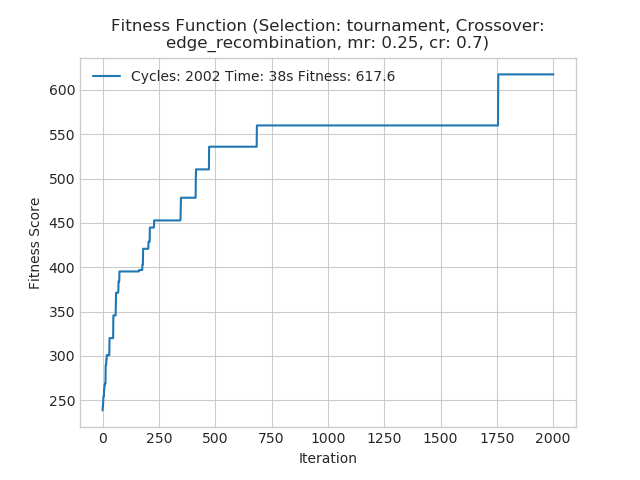 Fitness Function (Selection: tournament, Crossover:
edge_recombination, mr: 0.25, cr: 0.7)
Cycles: 2002 Time: 38s Fitness: 617.6
600
550
500
450
400
350
300
250
Fitness Score
0 250 500 750 1000 1250 1500 1750 2000
Iteration